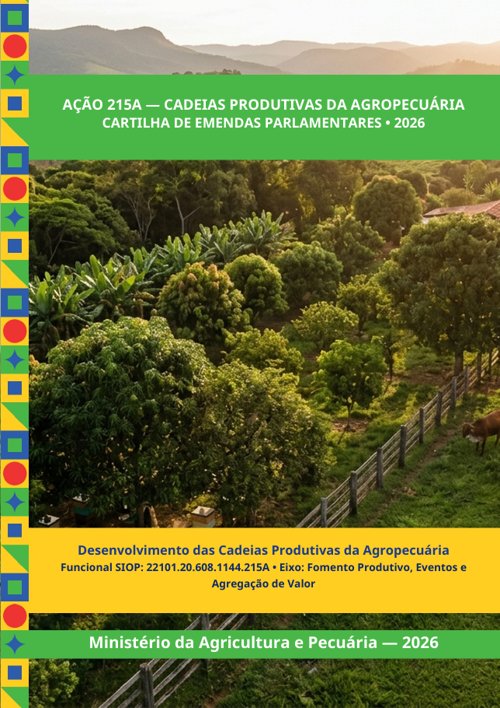 AÇÃO 215A — CADEIAS PRODUTIVAS DA AGROPECUÁRIA
CARTILHA DE EMENDAS PARLAMENTARES • 2026
Desenvolvimento das Cadeias Produtivas da Agropecuária
Funcional SIOP: 22101.20.608.1144.215A • Eixo: Fomento Produtivo, Eventos e
Agregação de Valor
Ministério da Agricultura e Pecuária — 2026